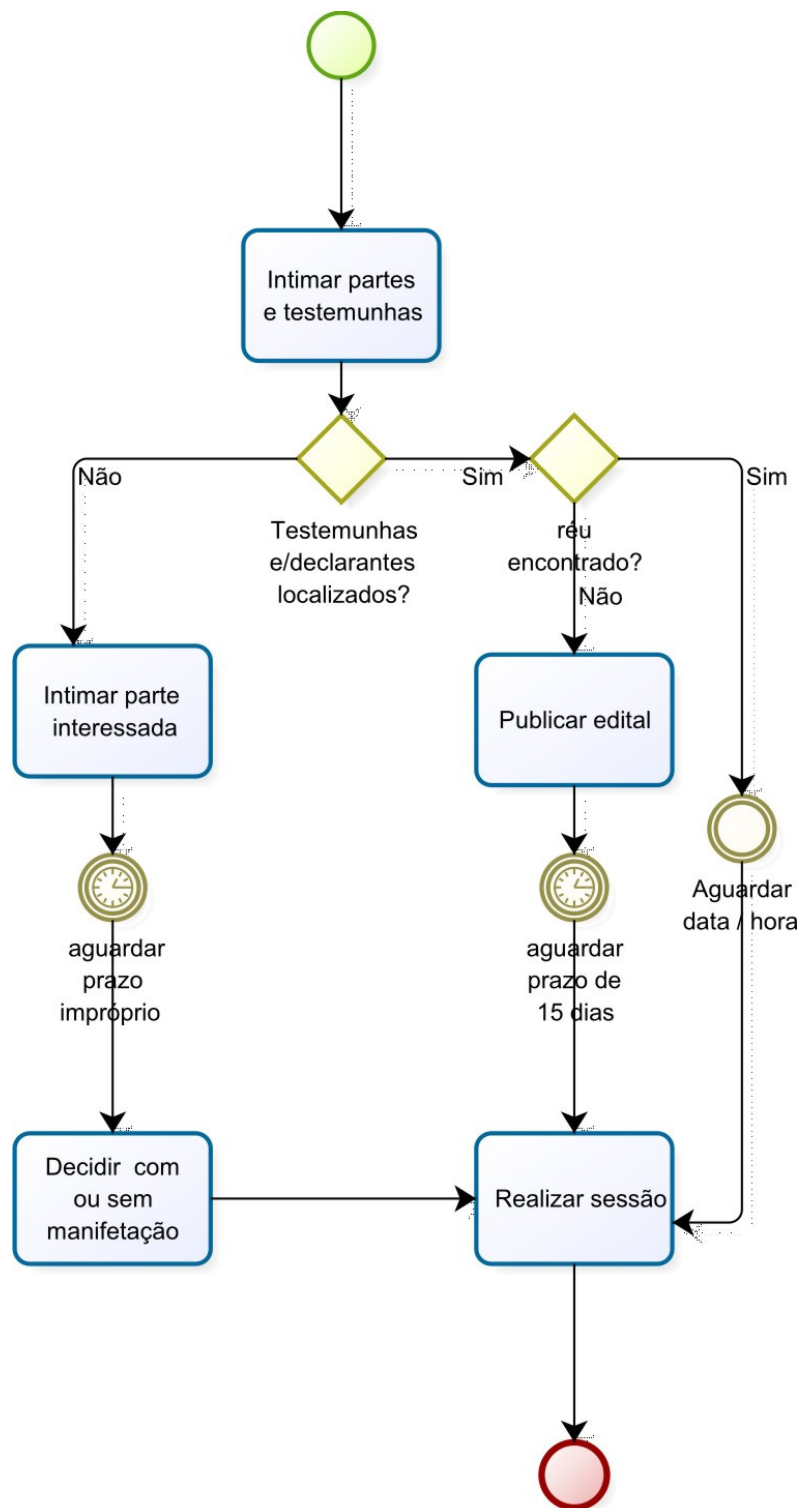 Intimar partes
e testemunhas
Não
Sim
Sim
Testemunhas
e/declarantes
localizados?
réu
encontrado?
Não
Intimar parte
interessada
Publicar edital
Aguardar
data / hora
aguardar
prazo
impróprio
aguardar
prazo de
15 dias
Decidir com
ou sem
manifetação
Realizar sessão